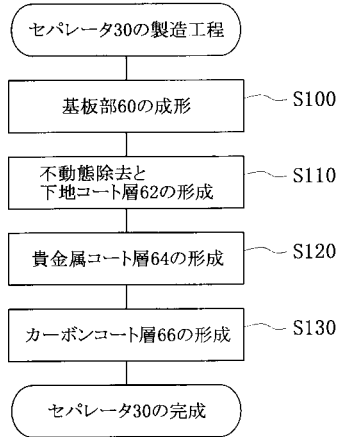 セパレータ30の製造工程
基板部60の成形
S100
不動態除去と
下地コート層62の形成
S110
貴金属コート層64の形成
S120
カーボンコート層66の形成
S130
セパレータ30の完成